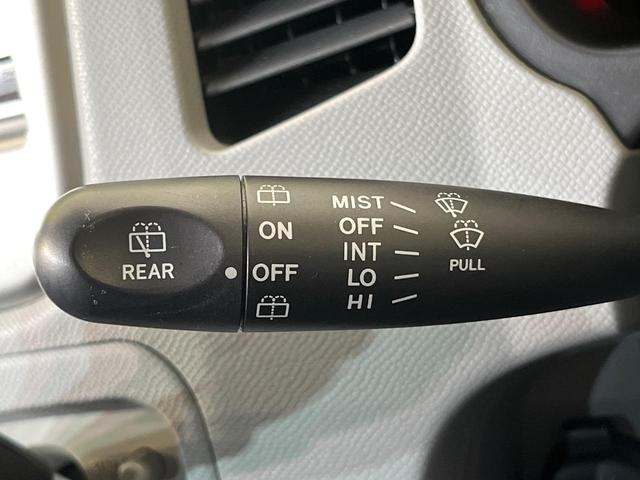 REAR
ON
OFF
MIST
OFF
INT
LO
HI
PULL